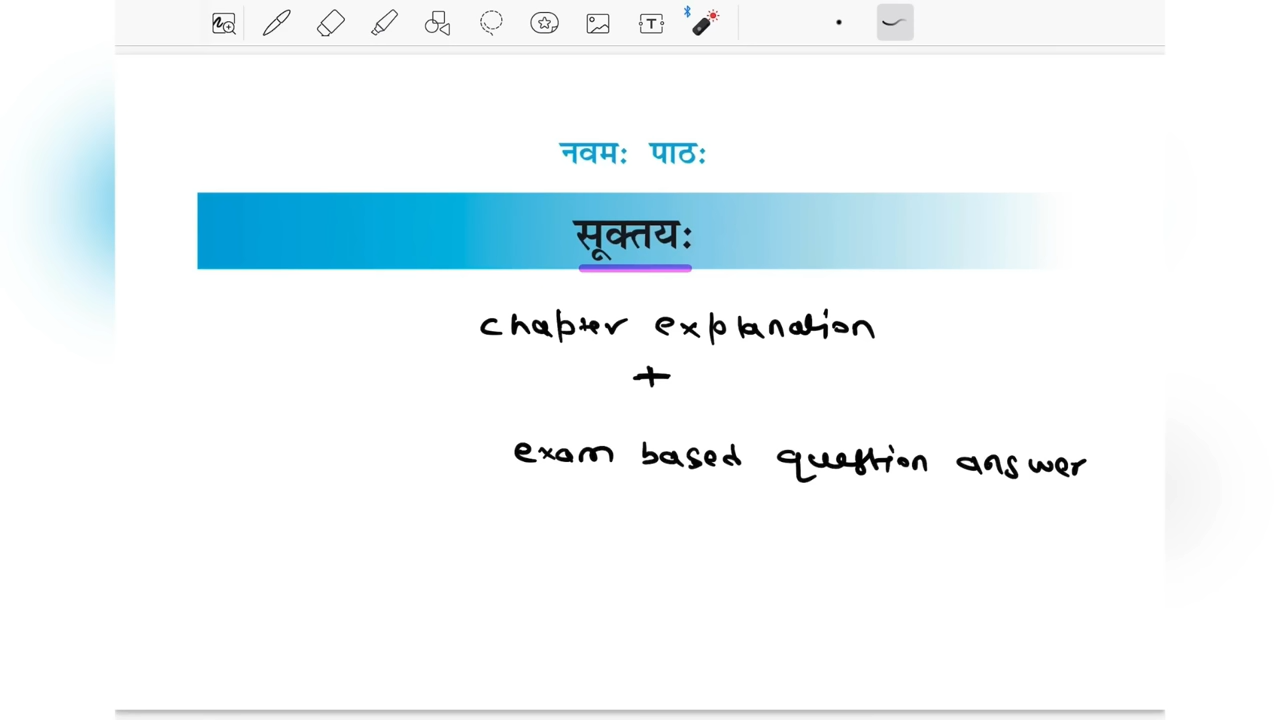 नवमः पाठः
सूक्तयः
chapter explanation
+
exam based question answer